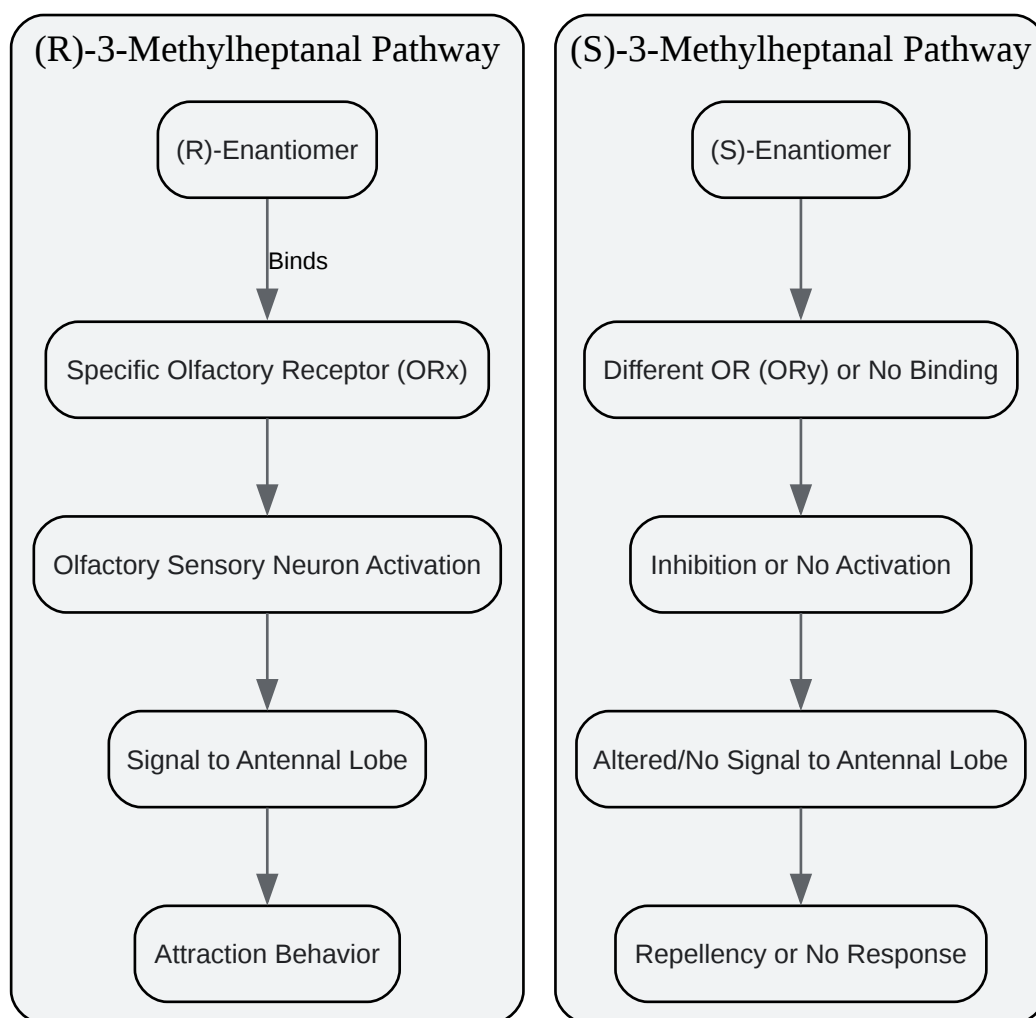 (R)-3-Methylheptanal Pathway
(R)-Enantiomer
Binds
Specific Olfactory Receptor (ORx)
Olfactory Sensory Neuron Activation
Signal to Antennal Lobe
Attraction Behavior
(S)-3-Methylheptanal Pathway
(S)-Enantiomer
Different OR (ORy) or No Binding
Inhibition or No Activation
Altered/No Signal to Antennal Lobe
Repellency or No Response